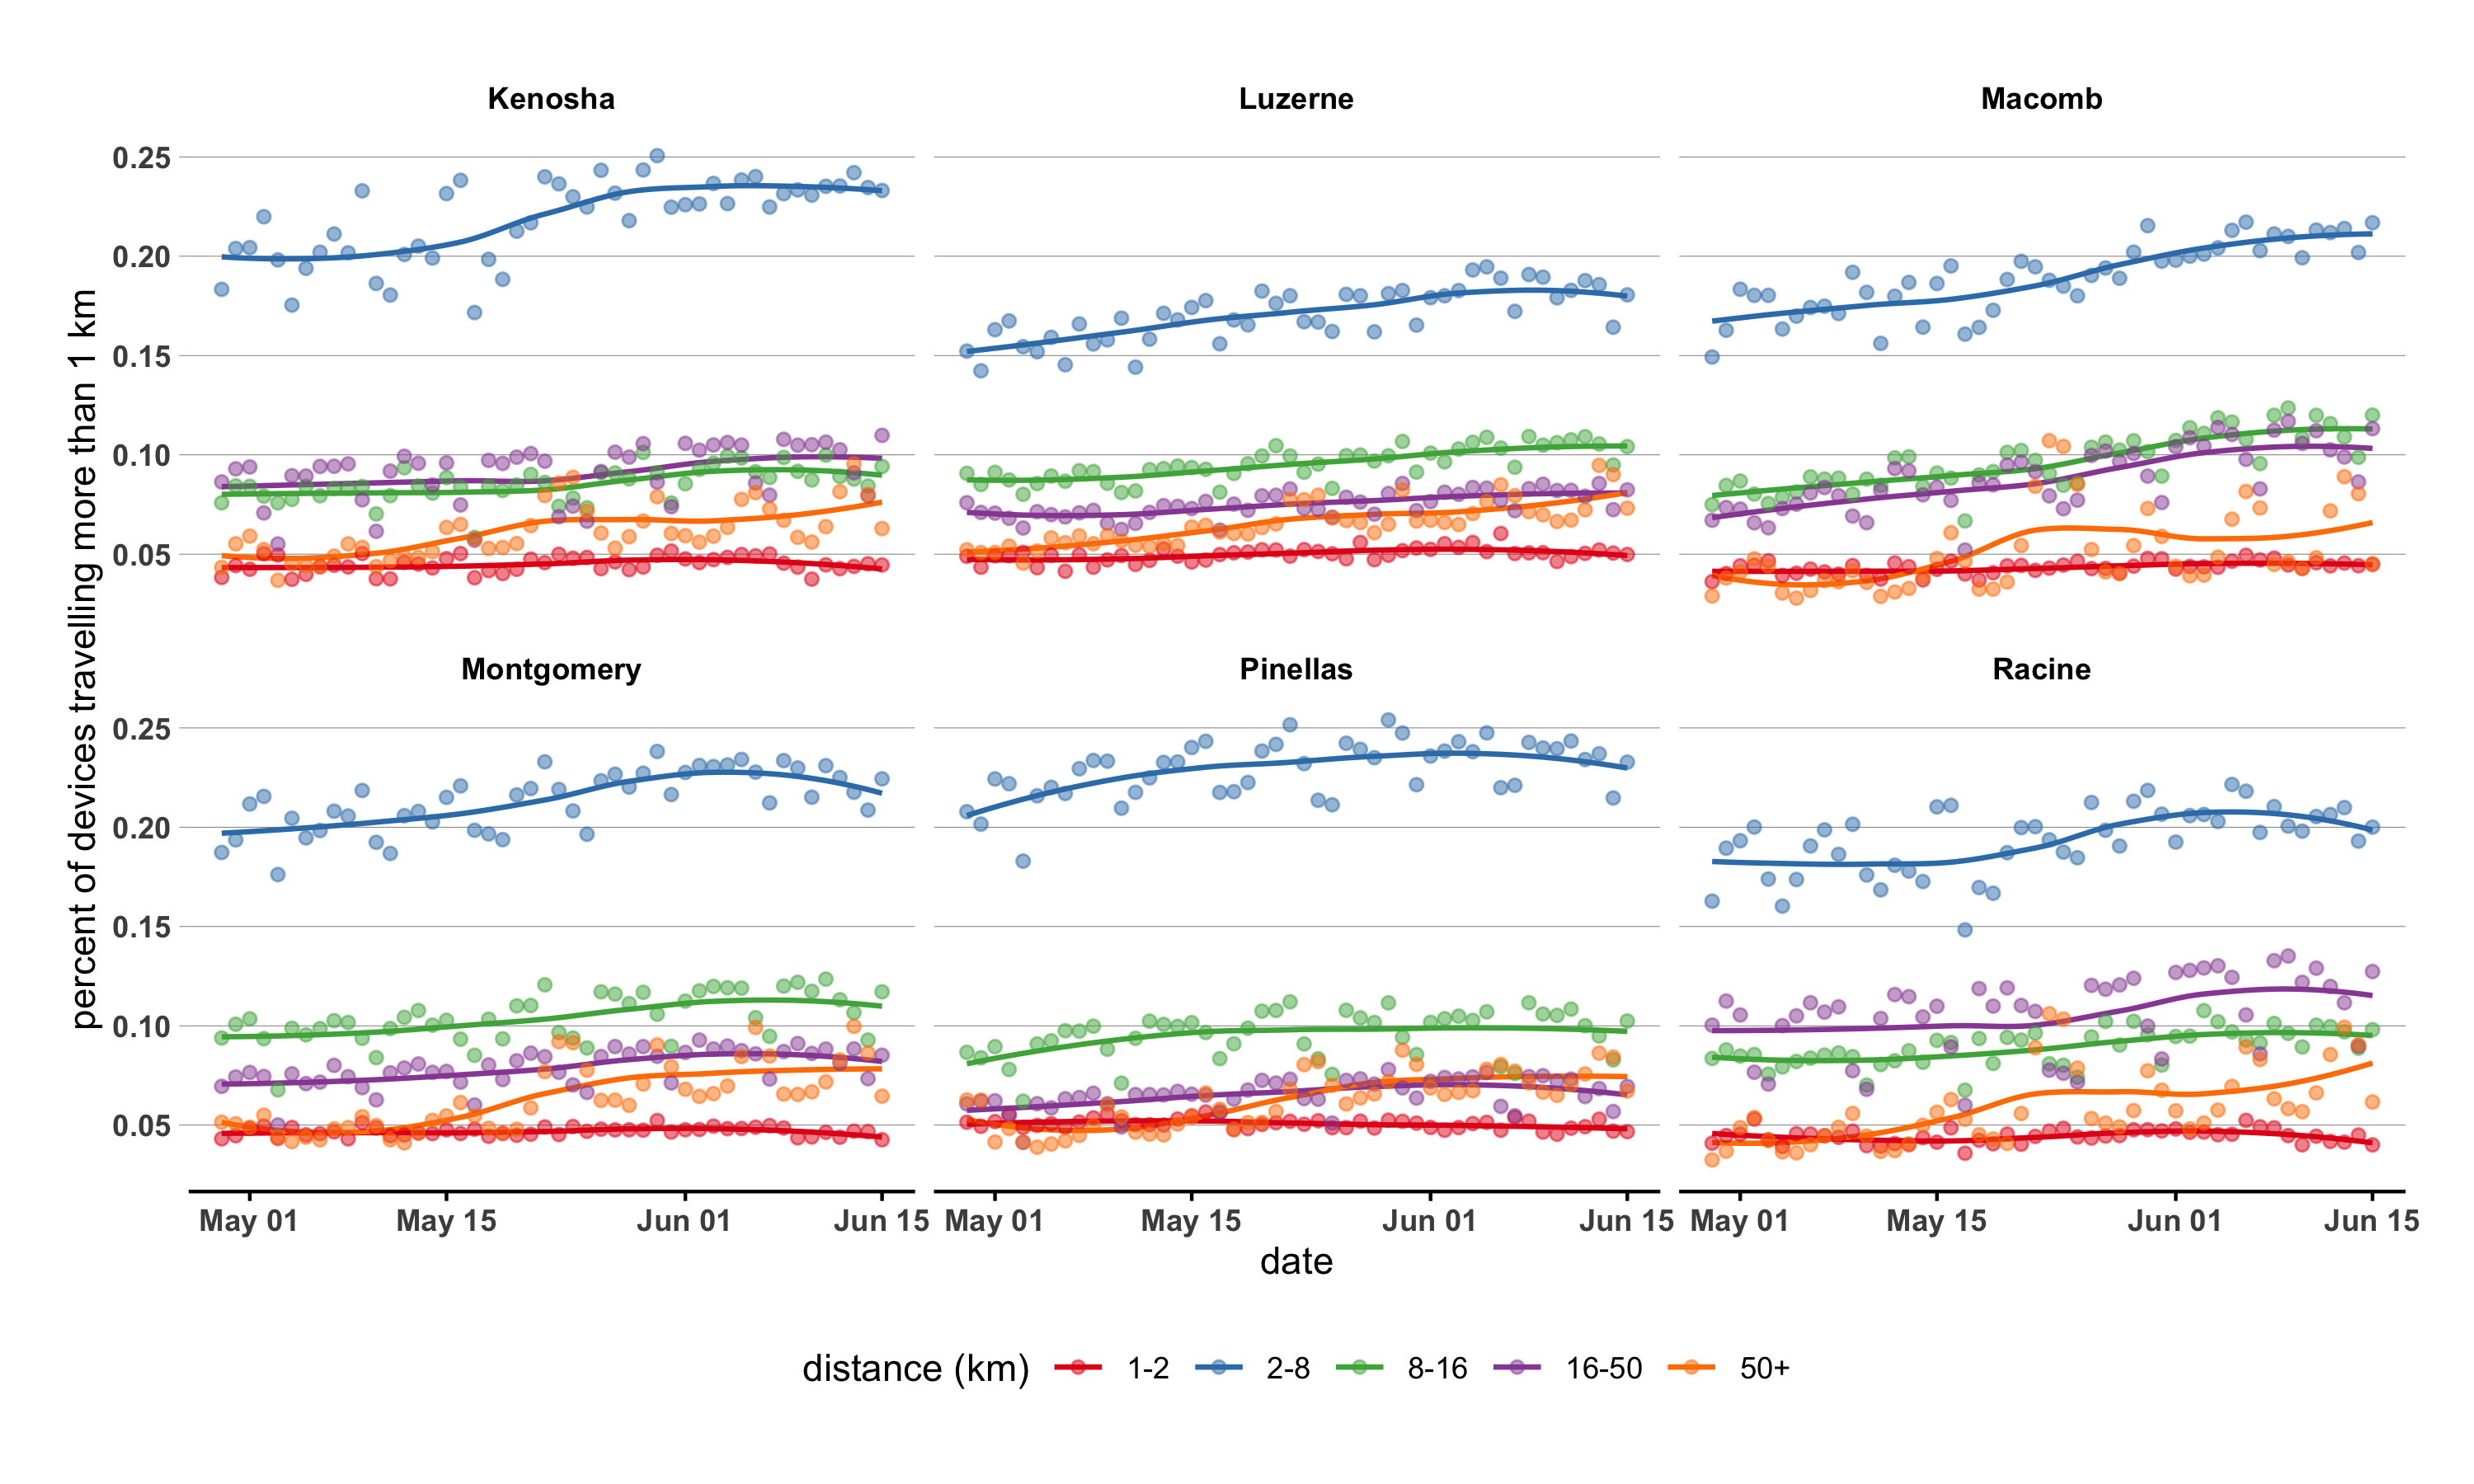 Kenosha
Luzerne
Macomb
0.25
0.20
0.15
0.10
0.05
percent of devices travelling more than 1 km
Montgomery
Pinellas
Racine
0.25
0.20
0.15
0.10
0.05
May 01 May 15 Jun 01 Jun 15
May 01 May 15 Jun 01 Jun 15
May 01 May 15 Jun 01 Jun 15
date
distance (km) 1-2 2-8 8-16 16-50 50+